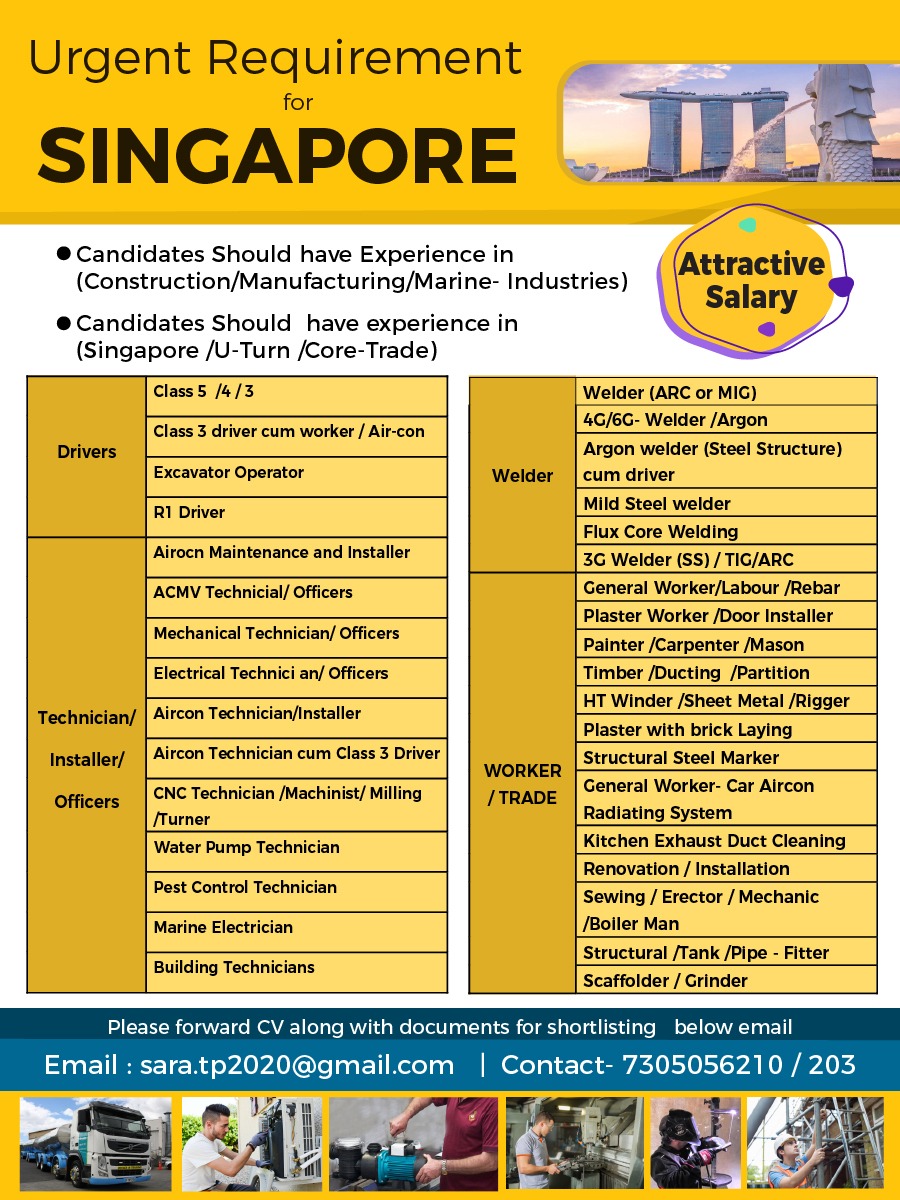 Urgent Requirement
for
SINGAPORE
● Candidates Should have Experience in
(Construction/Manufacturing/Marine- Industries)
● Candidates Should have experience in
(Singapore /U-Turn /Core-Trade)
Attractive
Salary
Drivers
Class 5 /4 / 3
Class 3 driver cum worker / Air-con
Excavator Operator
R1 Driver
Technician/
Installer/
Officers
Airocn Maintenance and Installer
ACMV Technicial/ Officers
Mechanical Technician/ Officers
Electrical Technici an/ Officers
Aircon Technician/Installer
Aircon Technician cum Class 3 Driver
CNC Technician /Machinist/ Milling
/Turner
Water Pump Technician
Pest Control Technician
Marine Electrician
Building Technicians
Welder
Welder (ARC or MIG)
4G/6G- Welder /Argon
Argon welder (Steel Structure)
cum driver
Mild Steel welder
Flux Core Welding
3G Welder (SS) / TIG/ARC
WORKER
/ TRADE
General Worker/Labour /Rebar
Plaster Worker /Door Installer
Painter /Carpenter /Mason
Timber /Ducting /Partition
HT Winder /Sheet Metal /Rigger
Plaster with brick Laying
Structural Steel Marker
General Worker- Car Aircon
Radiating System
Kitchen Exhaust Duct Cleaning
Renovation / Installation
Sewing / Erector / Mechanic
/Boiler Man
Structural /Tank /Pipe - Fitter
Scaffolder / Grinder
Please forward CV along with documents for shortlisting below email
Email : sara.tp2020@gmail.com | Contact- 7305056210 / 203